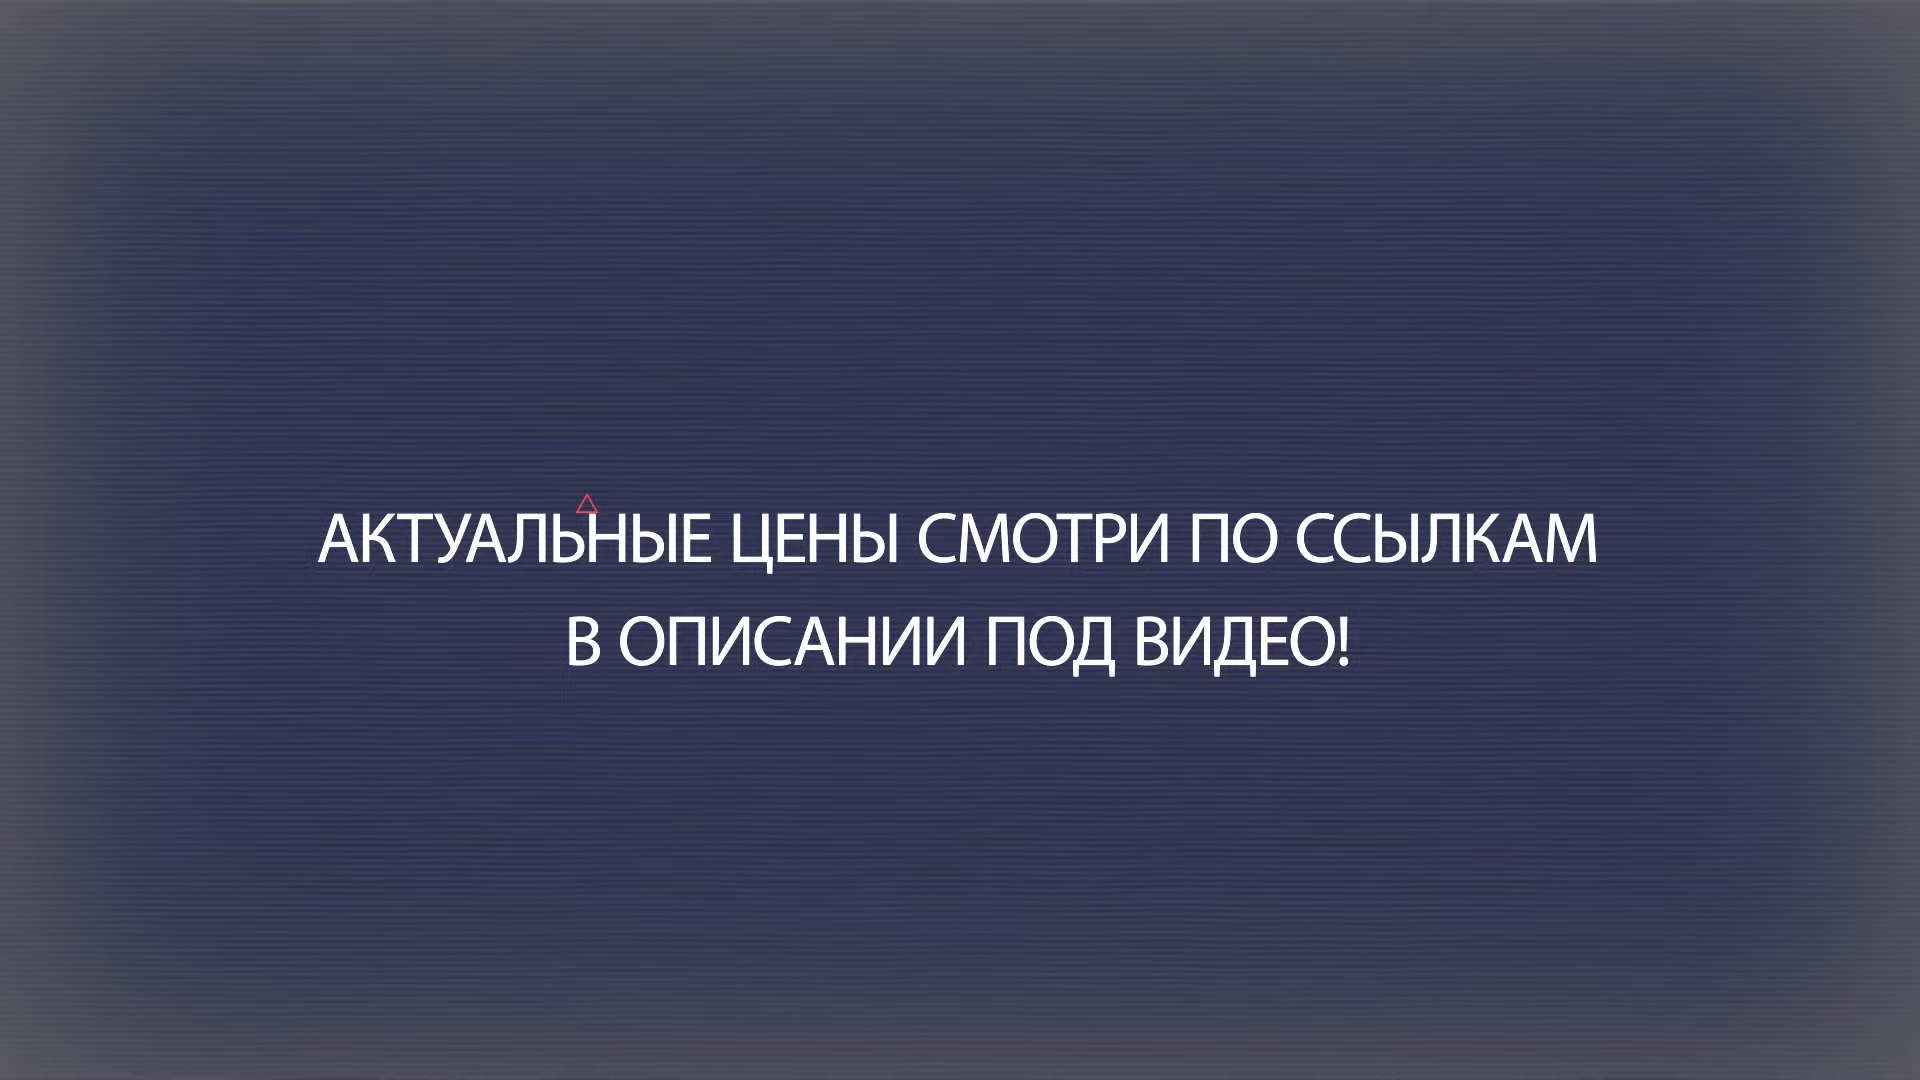 АКТУАЛЬНЫЕ ЦЕНЫ СМОТРИ ПО ССЫЛКАМ
В ОПИСАНИИ ПОД ВИДЕО!